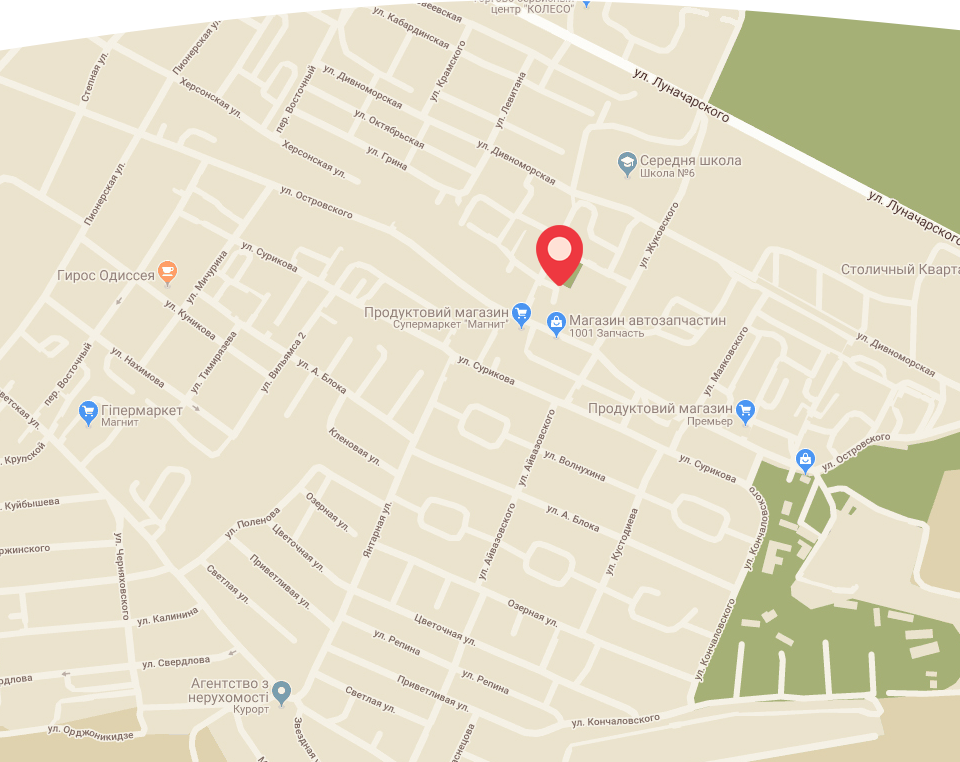 центр "КОЛЕСО"
ул. Кабардинская
Пионерская ул.
Степная ул.
ул. Крамского
ул. Луначарского
пер. Восточный
ул. Дивноморская
ул. Левитана
Херсонская ул.
ул. Октябрьская
Херсонская ул.
ул. Грина
ул. Дивноморская
Середня школа
Школа №6
Пионерская ул.
ул. Островского
ул. Луначарского
ул. Жуковского
ул. Сурикова
Гирос Одиссея
ул. Мичурина
Столичный Кварта
ул. Куникова
Продуктовий магазин
Супермаркет "Магнит"
Магазин автозапчастин
1001 Запчасть
ул. Тимирязева
ул. Вильямса 2
ул. Маяковского
ул. Дивноморская
пер. Восточный
ул. Нахимова
ул. А. Блока
ул. Сурикова
Гіпермаркет
Магнит
Продуктовий магазин
Премьер
Кленовая ул.
ул. Айвазовского
ул. Островского
л. Крупской
ул. Волнухина
ул. Сурикова
. Куйбышева
Озерная ул.
ул. Поленова
Янтарная ул.
ул. А. Блока
ул. Кончаловского
ул. Айвазовского
ул. Кустодиева
ржинского
ул. Черняховского
Цветочная ул.
Приветливая ул.
Светлая ул.
ул. Калинина
Озерная ул.
Цветочная ул.
ул. Кончаловского
ул. Репина
ул. Свердлова
рдлова
Агентство з
нерухомості
Курорт
ул. Репина
Приветливая ул.
Светлая ул.
ул. Кончаловского
ул. Орджоникидзе
Звездная ул.
аснецова